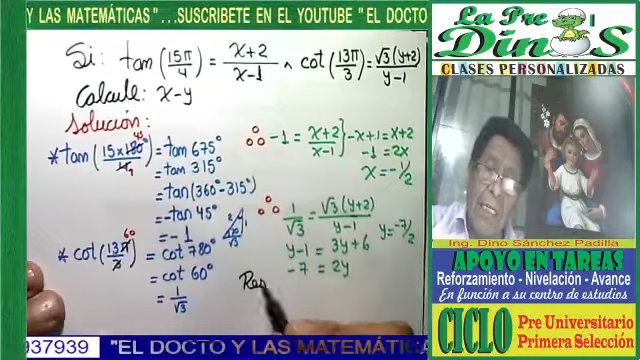 Y LAS MATEMÁTICAS" ...SUSCRIBETE EN EL YOUTUBE "EL DOCTO
Si: tan(15π/4) = x+2/x-1 ∧ cot(13π/3) = √3(y+2)/y-1
Calcule: x-y
Solución:
*tan(15×180°/4) = tan 675°
45
= tan 315°
= tan(360°-315°)
= -tan 45°
= -1
*cot(13π/3) = cot 780°
60
= cot 60°
= 1/√3
∴ -1 = x+2/x-1 } -x+1 = x+2
-1 = 2x
x = -1/2
∴ 1/√3 = √3(y+2)/y-1
y-1 = 3y+6
-7 = 2y
y = -7/2
Res
937939
"EL DOCTO Y LAS MATEMÁTICA
La Pre
DinoS
CLASES PERSONALIZADAS
Ing. Dino Sánchez Padilla
APOYO EN TAREAS
Reforzamiento - Nivelación - Avance
En función a su centro de estudios
CICLO
Pre Universitario
Primera Selección